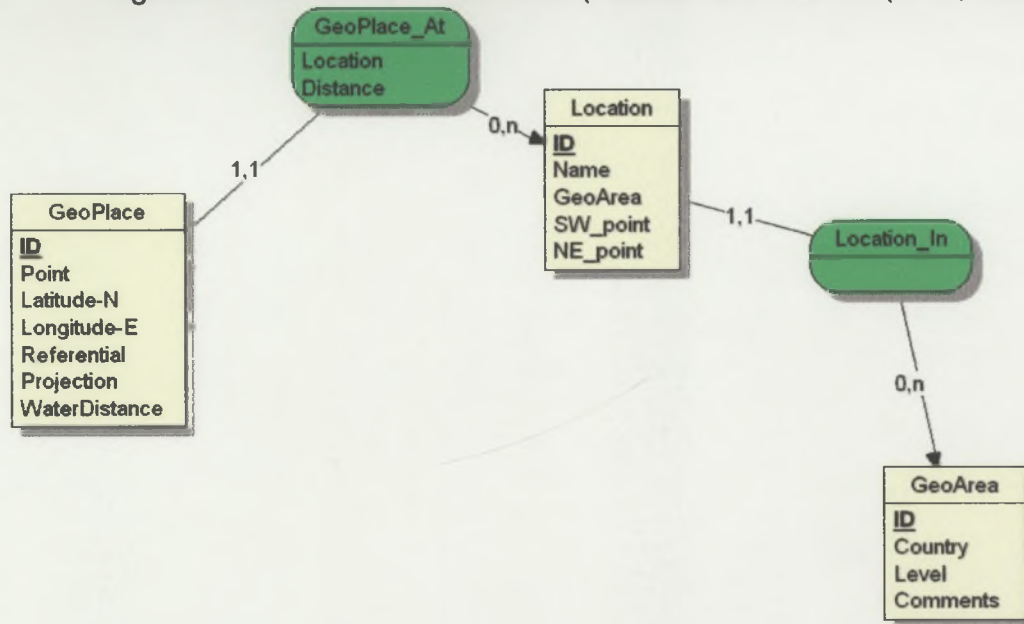 GeoPlace_At
Location
Distance
0,n
Location
ID
Name
GeoArea
SW_point
NE_point
1,1
GeoPlace
ID
Point
Latitude-N
Longitude-E
Referential
Projection
WaterDistance
1,1
Location_In
0,n
GeoArea
ID
Country
Level
Comments